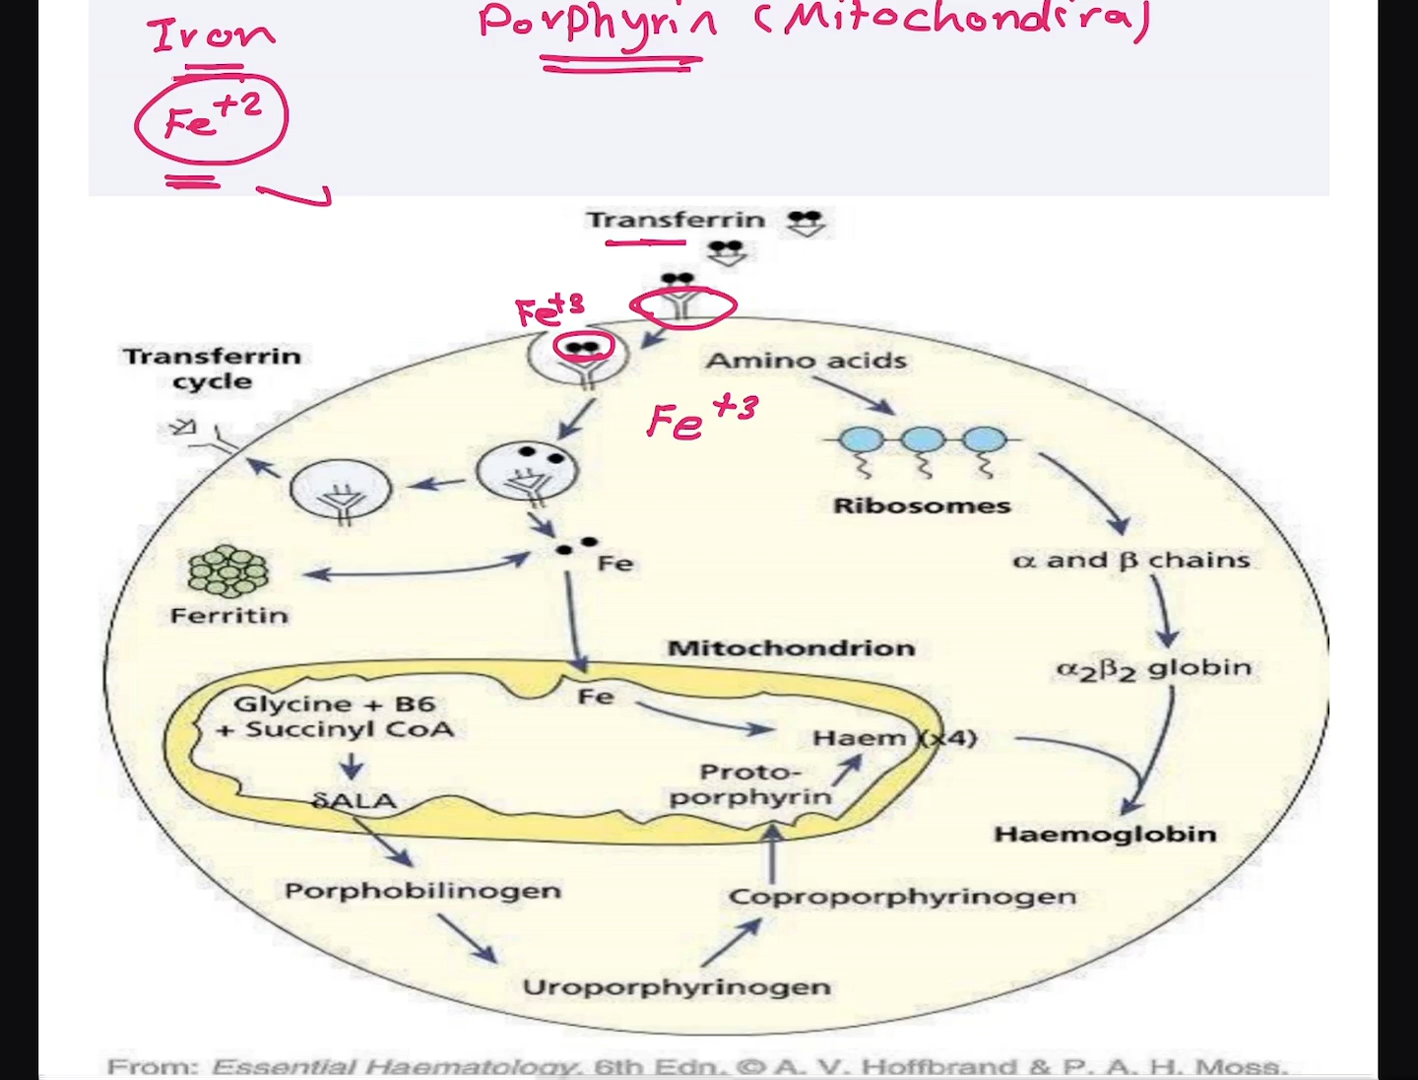 Iron
Porphyrin (Mitochondira)
Fe+2
Transferrin
Fe+3
Transferrin
cycle
Amino acids
Fe+3
Ribosomes
α and β chains
Fe
Ferritin
Mitochondrion
α2β2 globin
Glycine + B6
+ Succinyl CoA
Fe
Haem (x4)
Proto-
porphyrin
δALA
Haemoglobin
Porphobilinogen
Coproporphyrinogen
Uroporphyrinogen
From: Essential Haematology, 6th Edn. © A. V. Hoffbrand & P. A. H. Moss.